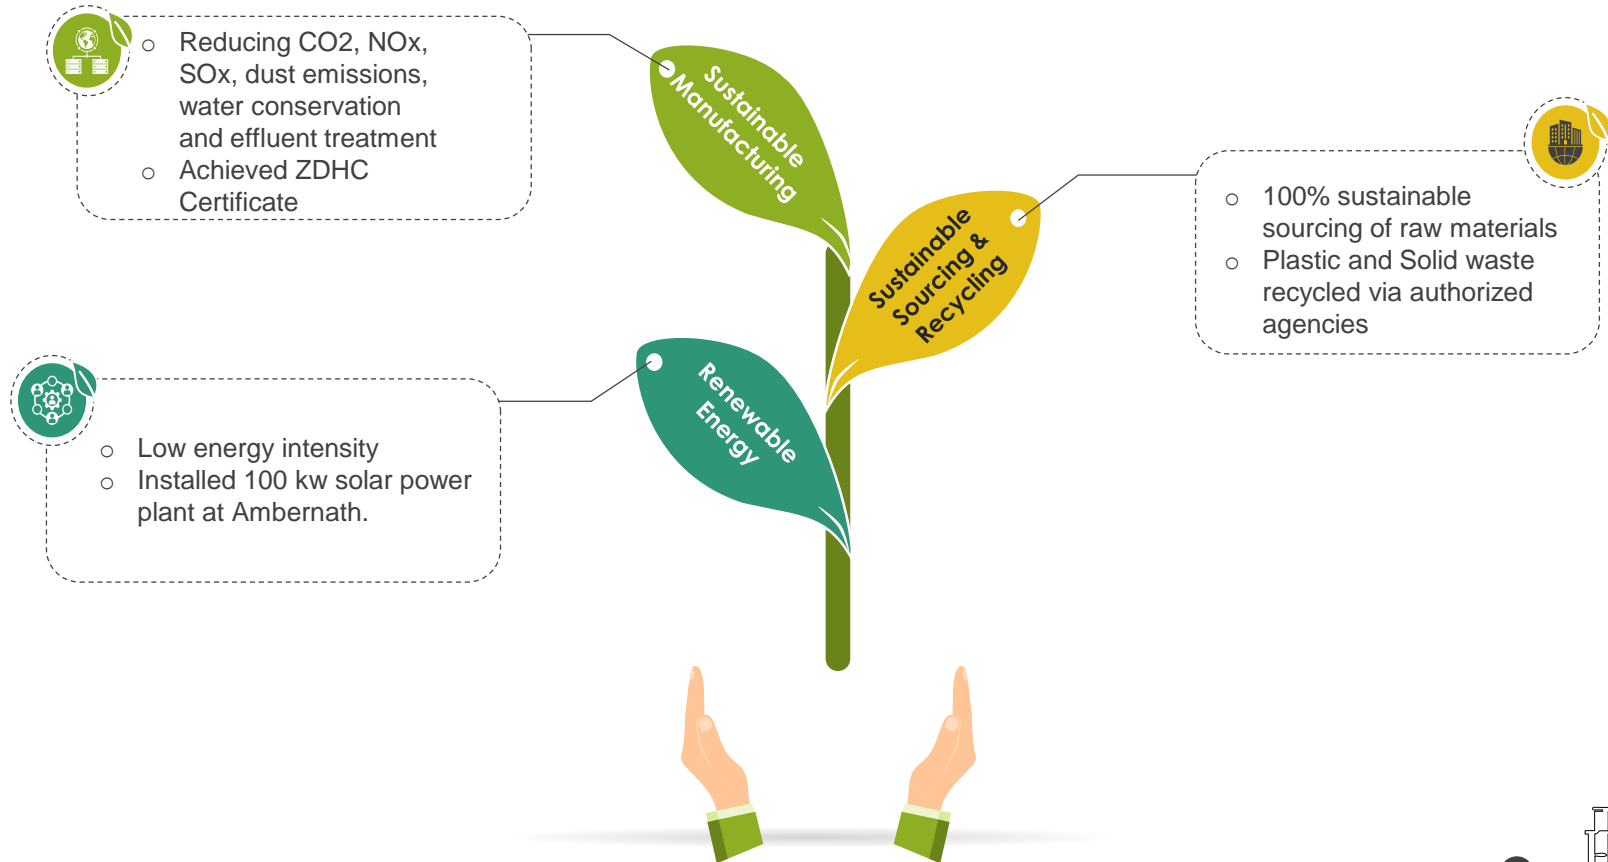 Reducing CO2, NOx,
SOx, dust emissions,
water conservation
and effluent treatment
Achieved ZDHC
Certificate
Sustainable
Manufacturing
100% sustainable
sourcing of raw materials
Plastic and Solid waste
recycled via authorized
agencies
Sustainable
Sourcing &
Recycling
Renewable
Energy
Low energy intensity
Installed 100 kw solar power
plant at Ambernath.